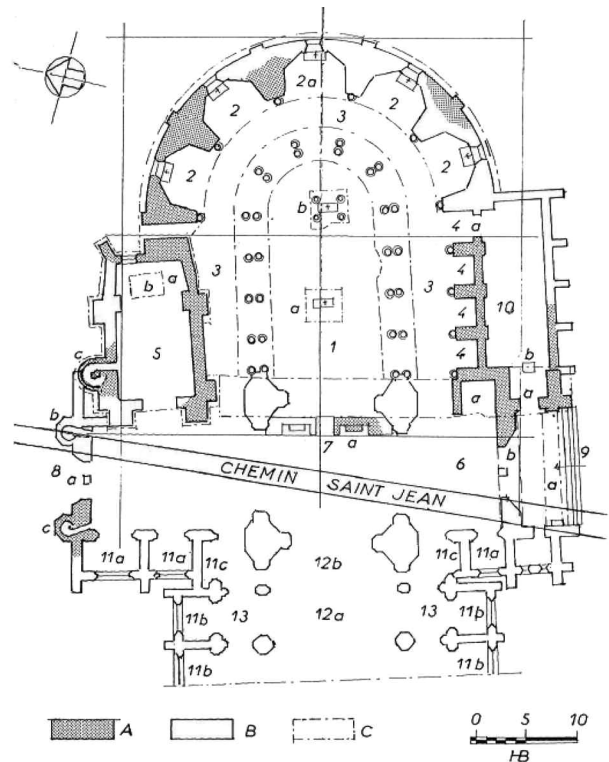 2a
2 3 2
2 2
b
4 a
3 a 3 4
b a 4 10
5 1 4
c b
a a
b 7 a 6 b 9
CHEMIN SAINT JEAN
8 a a
c
11a 11a 11c 12b 11c 11a
11b 13 12a 13 11b
11b 11b
A B C 0 5 10
HB